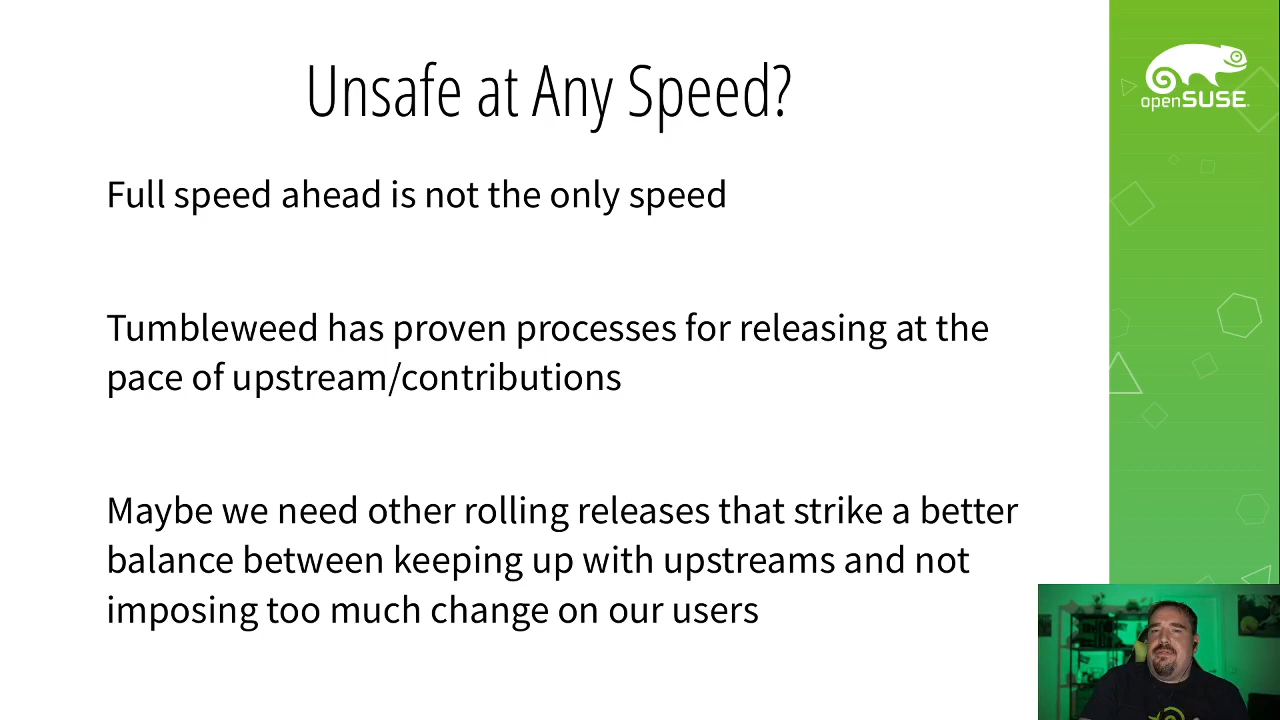 Unsafe at Any Speed?
openSUSE
Full speed ahead is not the only speed
Tumbleweed has proven processes for releasing at the
pace of upstream/contributions
Maybe we need other rolling releases that strike a better
balance between keeping up with upstreams and not
imposing too much change on our users